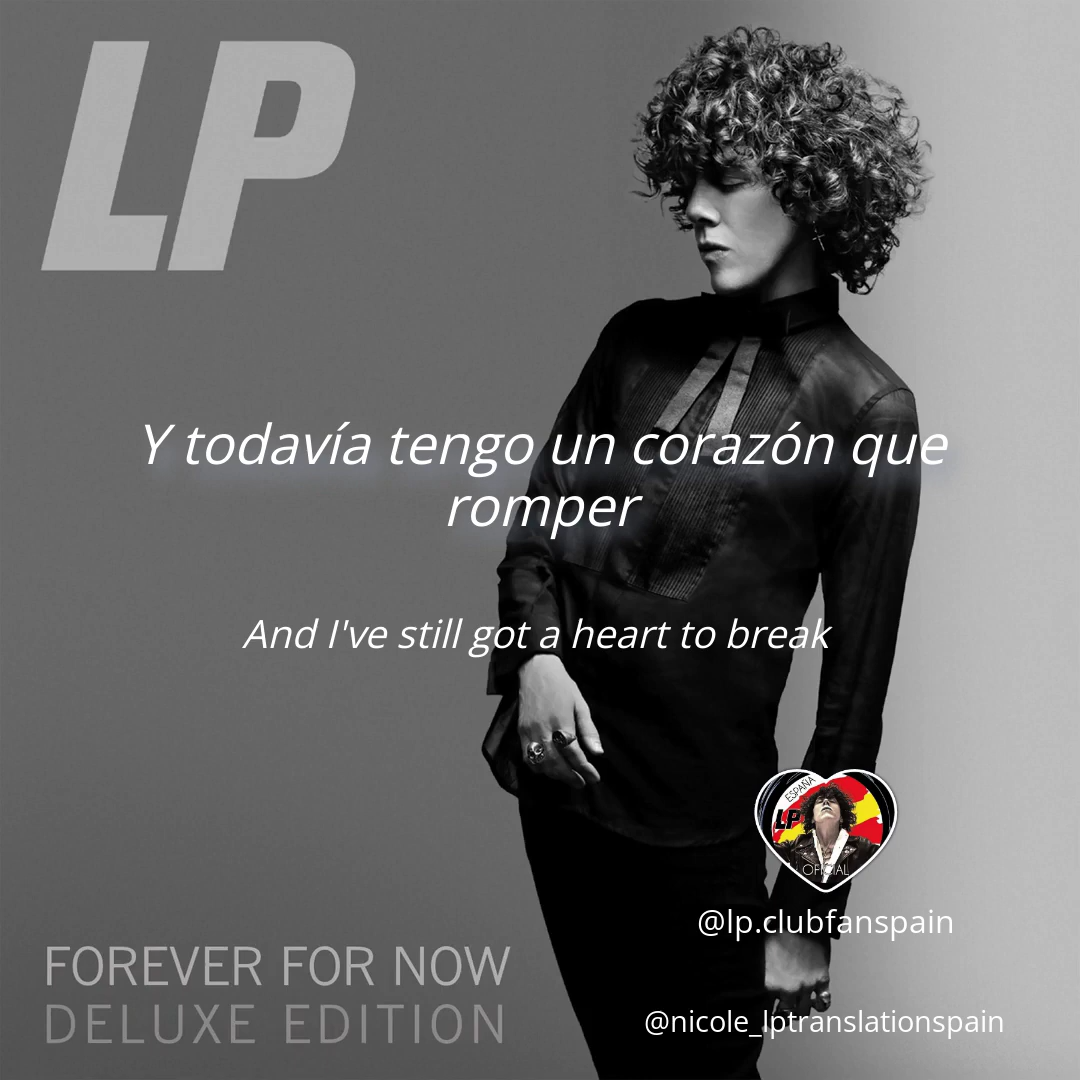 LP
Y todavía tengo un corazón que
romper
And I've still got a heart to break
ESPAÑA
LP
OFICIAL
@lp.clubfanspain
FOREVER FOR NOW
DELUXE EDITION
@nicole_lptranslationspain